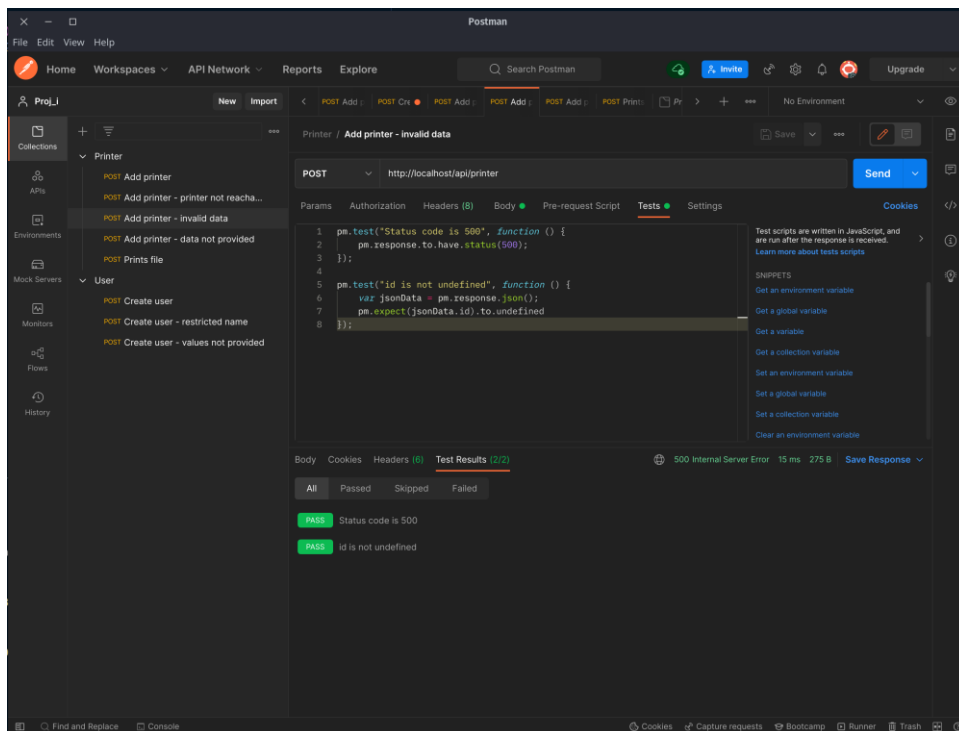 Postman
File Edit View Help
Home Workspaces API Network Reports Explore Search Postman Invite Upgrade
Proj_i New Import POST Add POST Cre POST Add POST Add POST Add POST Prints Pr No Environment
Collections
APIs
Environments
Mock Servers
Monitors
Flows
History
Printer
POST Add printer
POST Add printer - printer not reacha...
POST Add printer - invalid data
POST Add printer - data not provided
POST Prints file
User
POST Create user
POST Create user - restricted name
POST Create user - values not provided
Printer / Add printer - invalid data Save
POST http://localhost/api/printer Send
Params Authorization Headers (8) Body Pre-request Script Tests Settings Cookies
1 pm.test("Status code is 500", function () {
2 pm.response.to.have.status(500);
3 });
4
5 pm.test("id is not undefined", function () {
6 var jsonData = pm.response.json();
7 pm.expect(jsonData.id).to.undefined
8 });
Test scripts are written in JavaScript, and
are run after the response is received.
Learn more about tests scripts
SNIPPETS
Get an environment variable
Get a global variable
Get a variable
Get a collection variable
Set an environment variable
Set a global variable
Set a collection variable
Clear an environment variable
Body Cookies Headers (6) Test Results (2/2) 500 Internal Server Error 15 ms 275 B Save Response
All Passed Skipped Failed
PASS Status code is 500
PASS id is not undefined
Find and Replace Console Cookies Capture requests Bootcamp Runner Trash